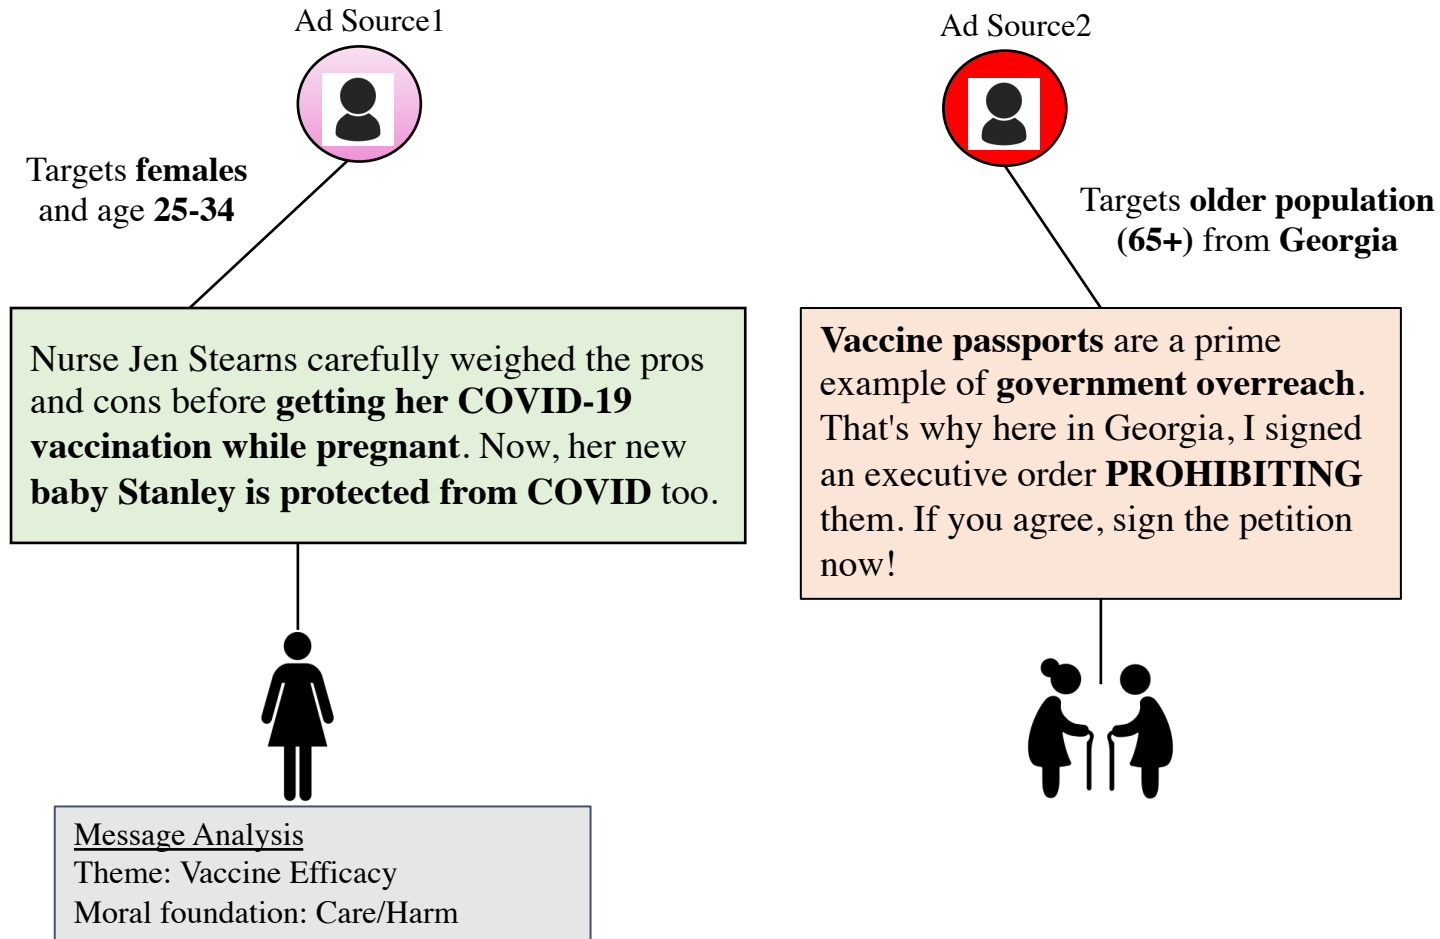 Ad Source1
Targets females
and age 25-34
Nurse Jen Stearns carefully weighed the pros
and cons before getting her COVID-19
vaccination while pregnant. Now, her new
baby Stanley is protected from COVID too.
Message Analysis
Theme: Vaccine Efficacy
Moral foundation: Care/Harm
Ad Source2
Targets older population
(65+) from Georgia
Vaccine passports are a prime
example of government overreach.
That's why here in Georgia, I signed
an executive order PROHIBITING
them. If you agree, sign the petition
now!